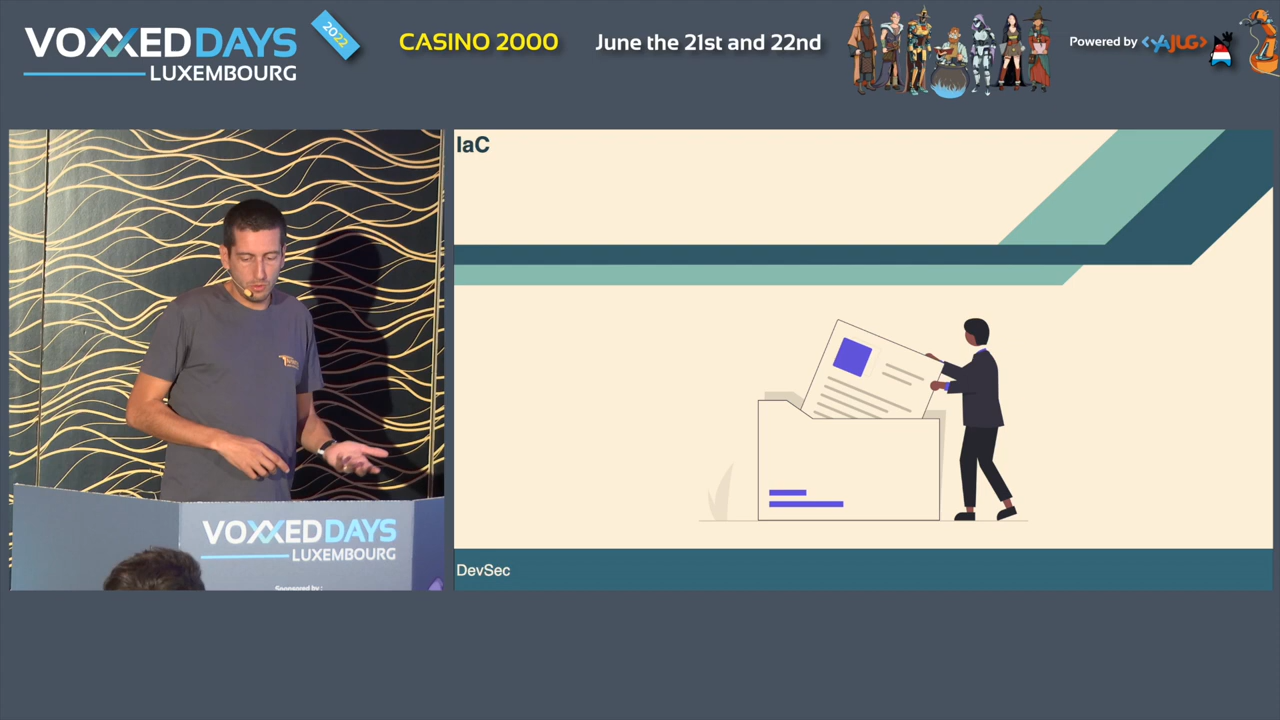 VOXXED DAYS
LUXEMBOURG
2022
CASINO 2000
June the 21st and 22nd
Powered by <YAJUG>
IaC
VOXXED DAYS
LUXEMBOURG
Sponsored by :
DevSec